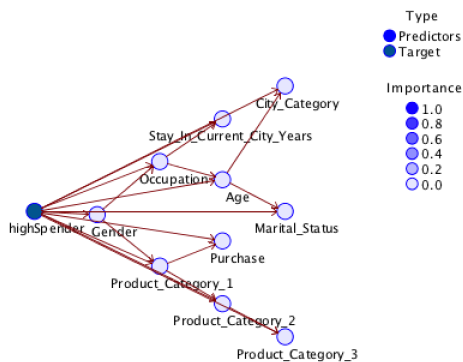 Type
Predictors
Target
Importance
1.0
0.8
0.6
0.4
0.2
0.0
City_Category
Stay_In_Current_City_Years
Occupation
Age
highSpender
Gender
Marital_Status
Purchase
Product_Category_1
Product_Category_2
Product_Category_3